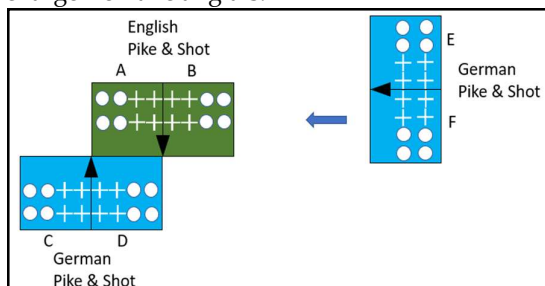 English
Pike & Shot
A B
E
German
Pike & Shot
F
C D
German
Pike & Shot